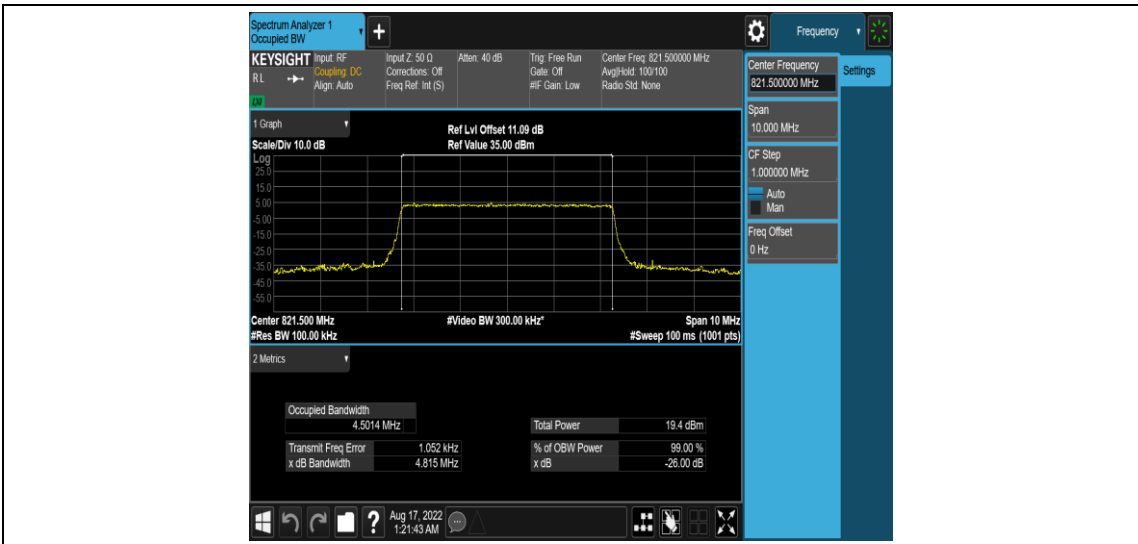 Spectrum Analyzer 1
Occupied BW
+
Frequency
KEYSIGHT
RL
LXI
Input: RF
Coupling: DC
Align: Auto
Input Z: 50 Ω
Corrections: Off
Freq Ref: Int (S)
Atten: 40 dB
Trig: Free Run
Gate: Off
#IF Gain: Low
Center Freq: 821.500000 MHz
Avg|Hold: 100/100
Radio Std: None
Center Frequency
821.500000 MHz
Settings
Span
10.000 MHz
CF Step
1.000000 MHz
Auto
Man
Freq Offset
0 Hz
1 Graph
Scale/Div 10.0 dB
Ref Lvl Offset 11.09 dB
Ref Value 35.00 dBm
Log
25.0
15.0
5.00
-5.00
-15.0
-25.0
-35.0
-45.0
-55.0
Center 821.500 MHz
#Video BW 300.00 kHz*
Span 10 MHz
#Res BW 100.00 kHz
#Sweep 100 ms (1001 pts)
2 Metrics
Occupied Bandwidth
4.5014 MHz
Total Power 19.4 dBm
Transmit Freq Error 1.052 kHz
% of OBW Power 99.00 %
x dB Bandwidth 4.815 MHz
x dB -26.00 dB
?
Aug 17, 2022
1:21:43 AM